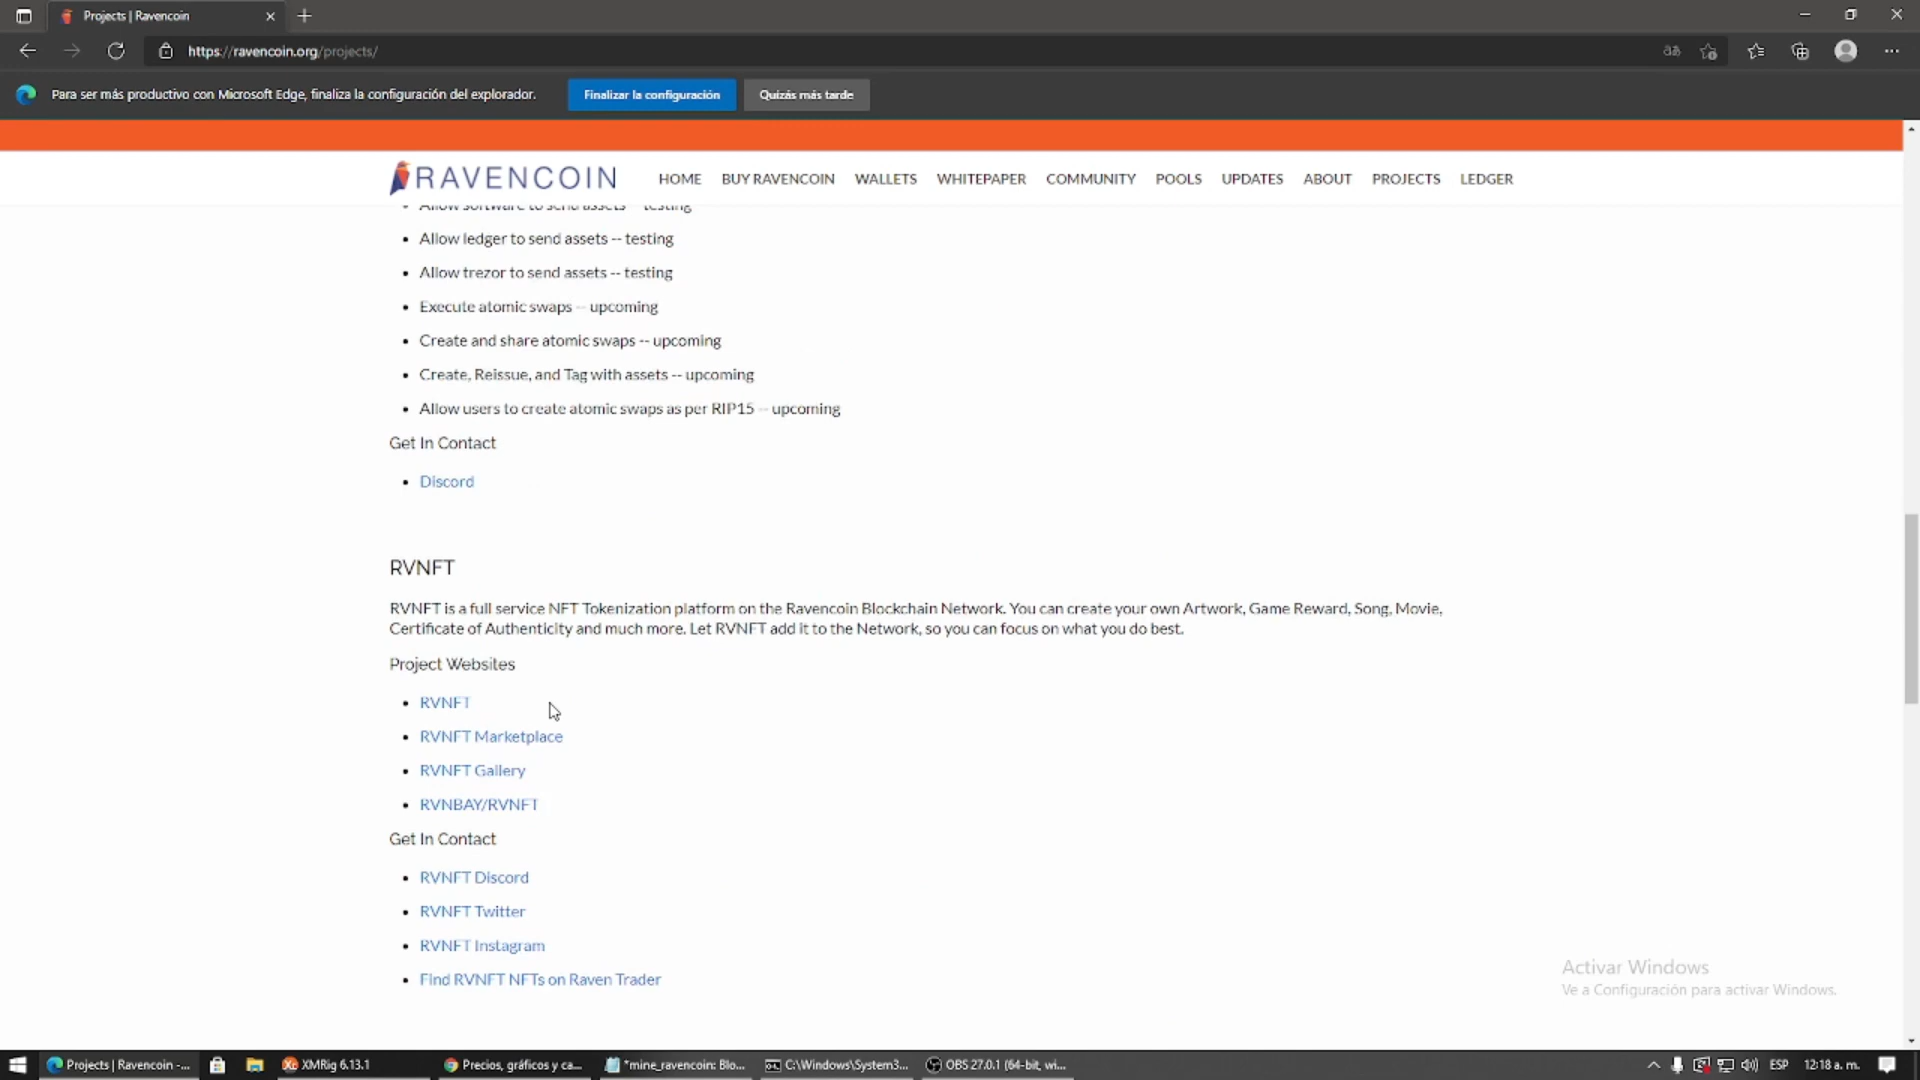 Projects | Ravencoin
https://ravencoin.org/projects/
Para ser más productivo con Microsoft Edge, finaliza la configuración del explorador.
Finalizar la configuración
Quizás más tarde
RAVENCOIN
HOME
BUY RAVENCOIN
WALLETS
WHITEPAPER
COMMUNITY
POOLS
UPDATES
ABOUT
PROJECTS
LEDGER
Allow software to send assets -- testing
Allow ledger to send assets -- testing
Allow trezor to send assets -- testing
Execute atomic swaps -- upcoming
Create and share atomic swaps -- upcoming
Create, Reissue, and Tag with assets -- upcoming
Allow users to create atomic swaps as per RIP15 -- upcoming
Get In Contact
Discord
RVNFT
RVNFT is a full service NFT Tokenization platform on the Ravencoin Blockchain Network. You can create your own Artwork, Game Reward, Song, Movie,
Certificate of Authenticity and much more. Let RVNFT add it to the Network, so you can focus on what you do best.
Project Websites
RVNFT
RVNFT Marketplace
RVNFT Gallery
RVNBAY/RVNFT
Get In Contact
RVNFT Discord
RVNFT Twitter
RVNFT Instagram
FInd RVNFT NFTs on Raven Trader
Activar Windows
Ve a Configuración para activar Windows.
Projects | Ravencoin -...
XMRig 6.13.1
Precios, gráficos y ca...
*mine_ravencoin: Blo...
C:\Windows\System3...
OBS 27.0.1 (64-bit, wi...
ESP
12:18 a. m.